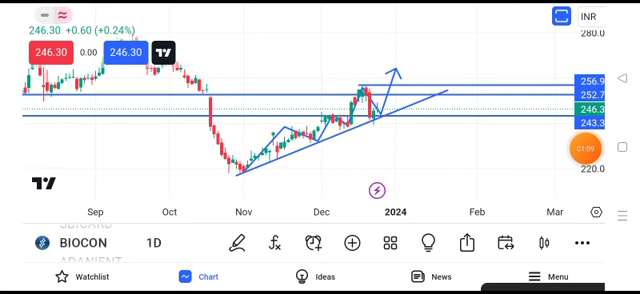 INR
246.30 +0.60 (+0.24%)
280.0
246.30 0.00 246.30
256.9
252.7
246.3
243.3
01:09
220.0
Sep Oct Nov Dec 2024 Feb Mar
BIOCON 1D
ADANIENT
Watchlist Chart Ideas News Menu